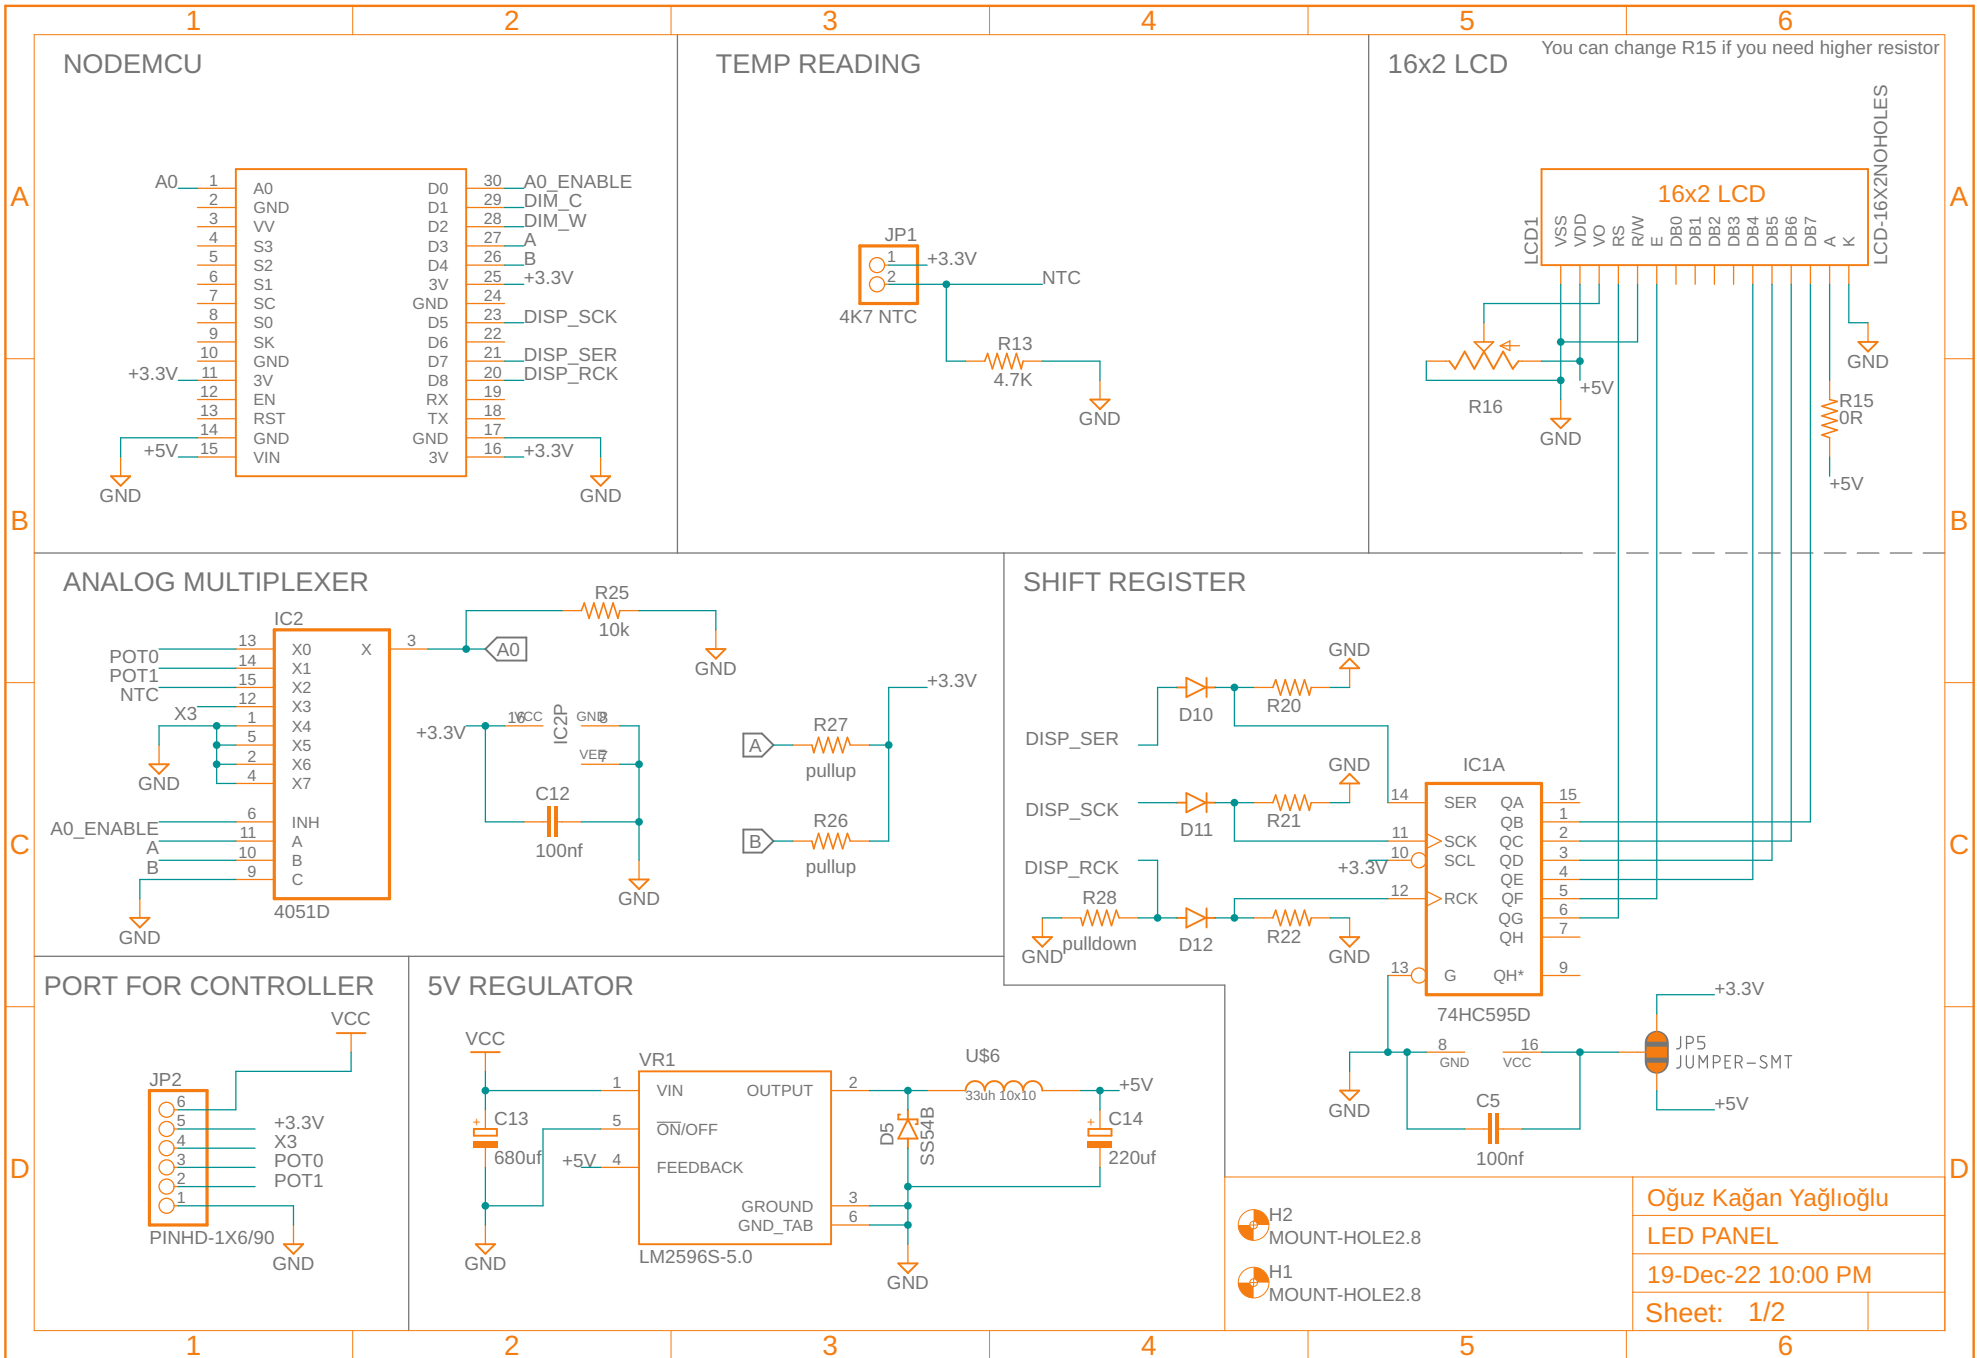 1 2 3 4 5 6
A
B
C
D
A
B
C
D
1 2 3 4 5 6
NODEMCU
A0 1 A0
2 GND
3 VV
4 S3
5 S2
6 S1
7 SC
8 S0
9 SK
10 GND
+3.3V 11 3V
12 EN
13 RST
14 GND
+5V 15 VIN
GND
D0 30 A0_ENABLE
D1 29 DIM_C
D2 28 DIM_W
D3 27 A
D4 26 B
3V 25 +3.3V
GND 24
D5 23 DISP_SCK
D6 22
D7 21 DISP_SER
D8 20 DISP_RCK
RX 19
TX 18
GND 17
3V 16 +3.3V
GND
TEMP READING
JP1
1 +3.3V
2 NTC
4K7 NTC
R13
4.7K
GND
16x2 LCD
You can change R15 if you need higher resistor
16x2 LCD
LCD1
LCD-16X2NOHOLES
VSS VDD VO RS R/W E DB0 DB1 DB2 DB3 DB4 DB5 DB6 DB7 A K
GND
R16
+5V
GND
R15
0R
+5V
ANALOG MULTIPLEXER
IC2
POT0 13 X0
POT1 14 X1
NTC 15 X2
X3 12 X3
1 X4
5 X5
2 X6
4 X7
GND
A0_ENABLE 6 INH
A 11 A
B 10 B
9 C
GND
4051D
X 3
A0
R25
10k
GND
+3.3V
16 VCC
IC2P
GND 8
VEE 7
C12
100nf
GND
+3.3V
A
R27
pullup
B
R26
pullup
SHIFT REGISTER
GND
D10
R20
DISP_SER
GND
DISP_SCK
D11
R21
DISP_RCK
R28
pulldown
GND
D12
R22
GND
+3.3V
IC1A
14 SER
11 SCK
10 SCL
12 RCK
13 G
QA 15
QB 1
QC 2
QD 3
QE 4
QF 5
QG 6
QH 7
QH* 9
74HC595D
8 GND
16 VCC
GND
C5
100nf
+3.3V
JP5
JUMPER-SMT
+5V
PORT FOR CONTROLLER
VCC
JP2
6
5 +3.3V
4 X3
3 POT0
2 POT1
1
PINHD-1X6/90
GND
5V REGULATOR
VCC
C13
+
680uf
GND
+5V
VR1
1 VIN
5 ON/OFF
4 FEEDBACK
OUTPUT 2
GROUND 3
GND_TAB 6
LM2596S-5.0
U$6
33uh 10x10
+5V
D5
SS54B
C14
+
220uf
GND
H2
MOUNT-HOLE2.8
H1
MOUNT-HOLE2.8
Oğuz Kağan Yağlıoğlu
LED PANEL
19-Dec-22 10:00 PM
Sheet: 1/2